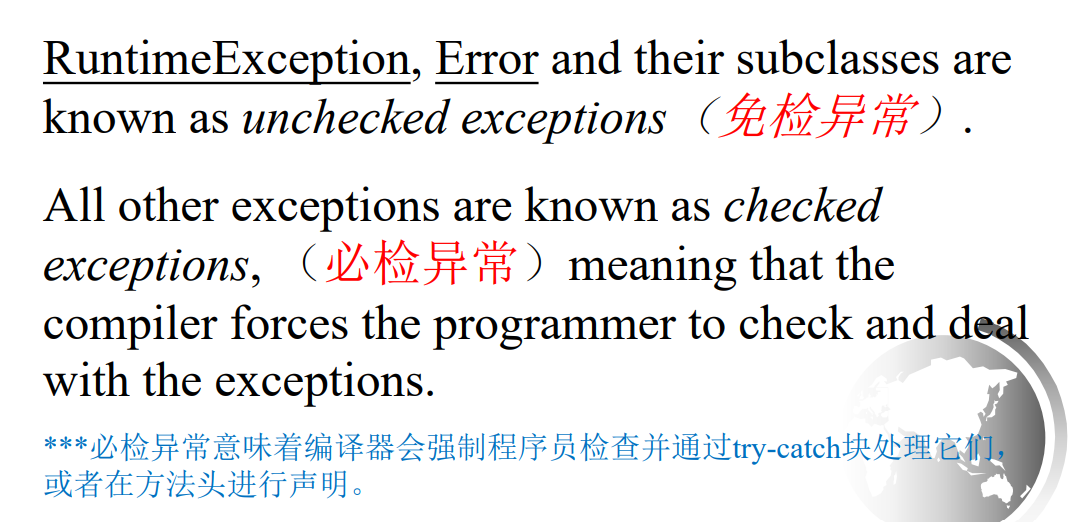 RuntimeException, Error and their subclasses are
known as unchecked exceptions（免检异常）.
All other exceptions are known as checked
exceptions, （必检异常）meaning that the
compiler forces the programmer to check and deal
with the exceptions.
***必检异常意味着编译器会强制程序员检查并通过try-catch块处理它们，
或者在方法头进行声明。